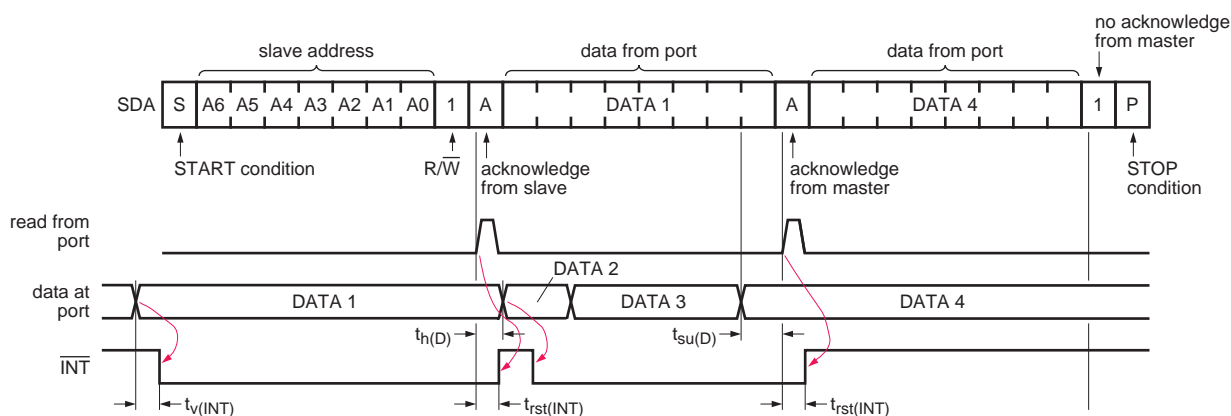 no acknowledge
from master
slave address
data from port
data from port
SDA
S
A6
A5
A4
A3
A2
A1
A0
1
A
DATA 1
A
DATA 4
1
P
START condition
R/W̅
acknowledge
from slave
acknowledge
from master
STOP
condition
read from
port
DATA 2
data at
port
DATA 1
DATA 3
DATA 4
th(D)
tsu(D)
I̅N̅T̅
tv(INT)
trst(INT)
trst(INT)